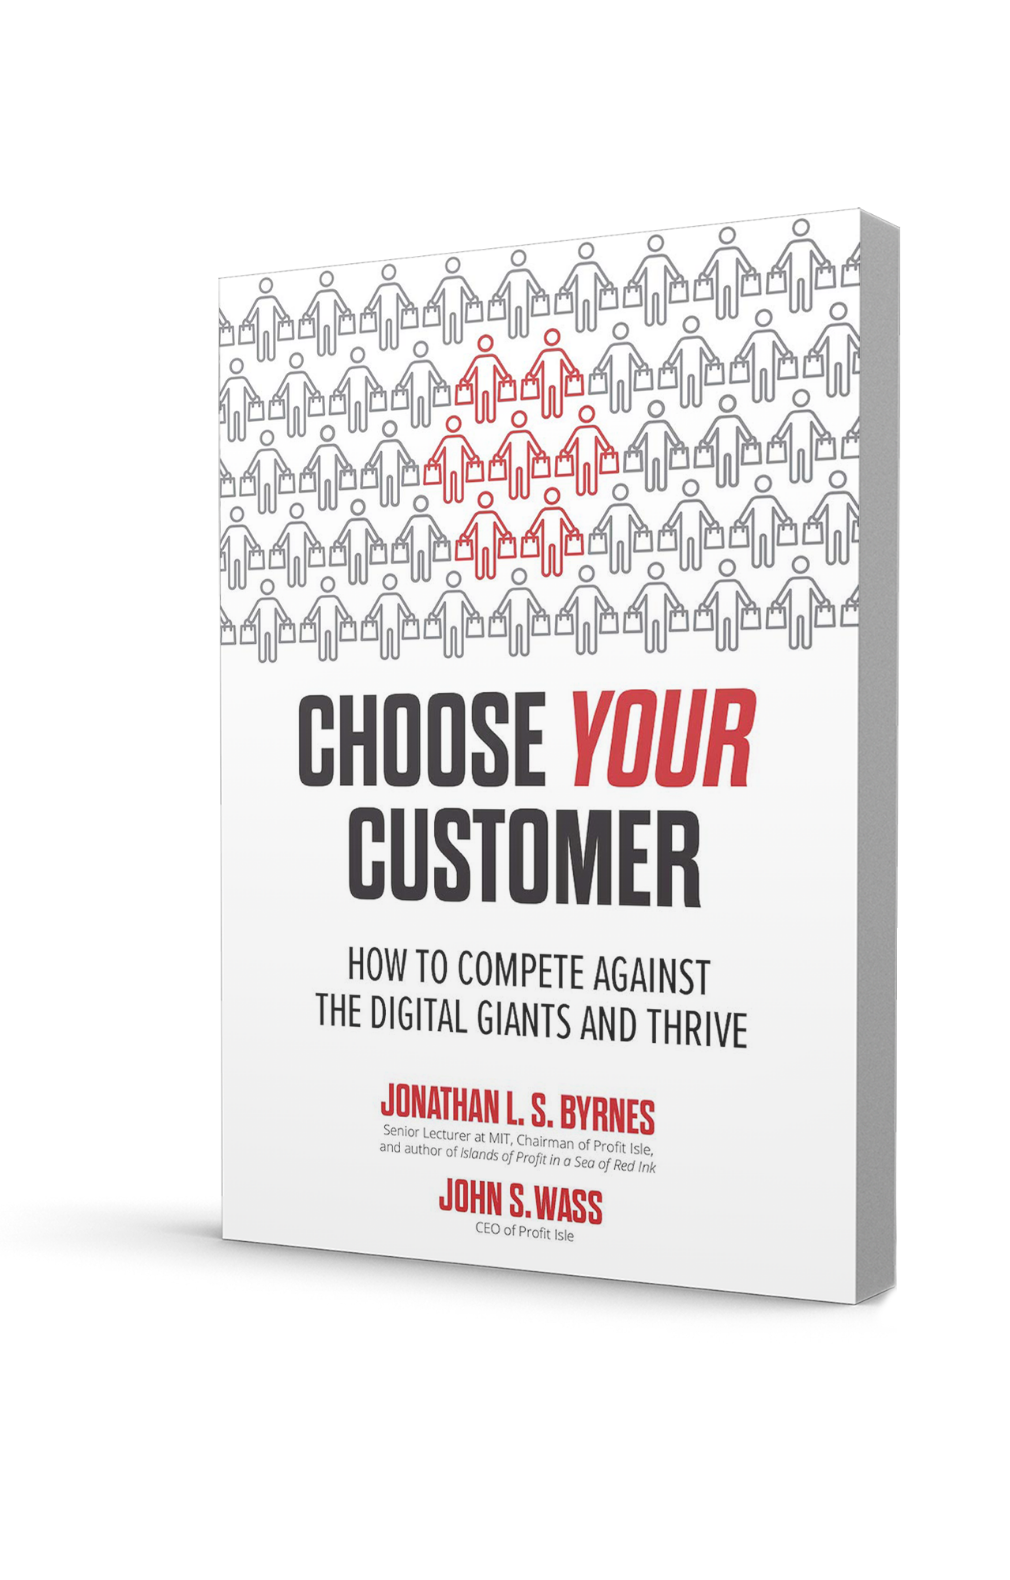 CHOOSE YOUR
CUSTOMER
HOW TO COMPETE AGAINST
THE DIGITAL GIANTS AND THRIVE
JONATHAN L. S. BYRNES
Senior Lecturer at MIT, Chairman of Profit Isle,
and author of Islands of Profit in a Sea of Red Ink
JOHN S. WASS
CEO of Profit Isle